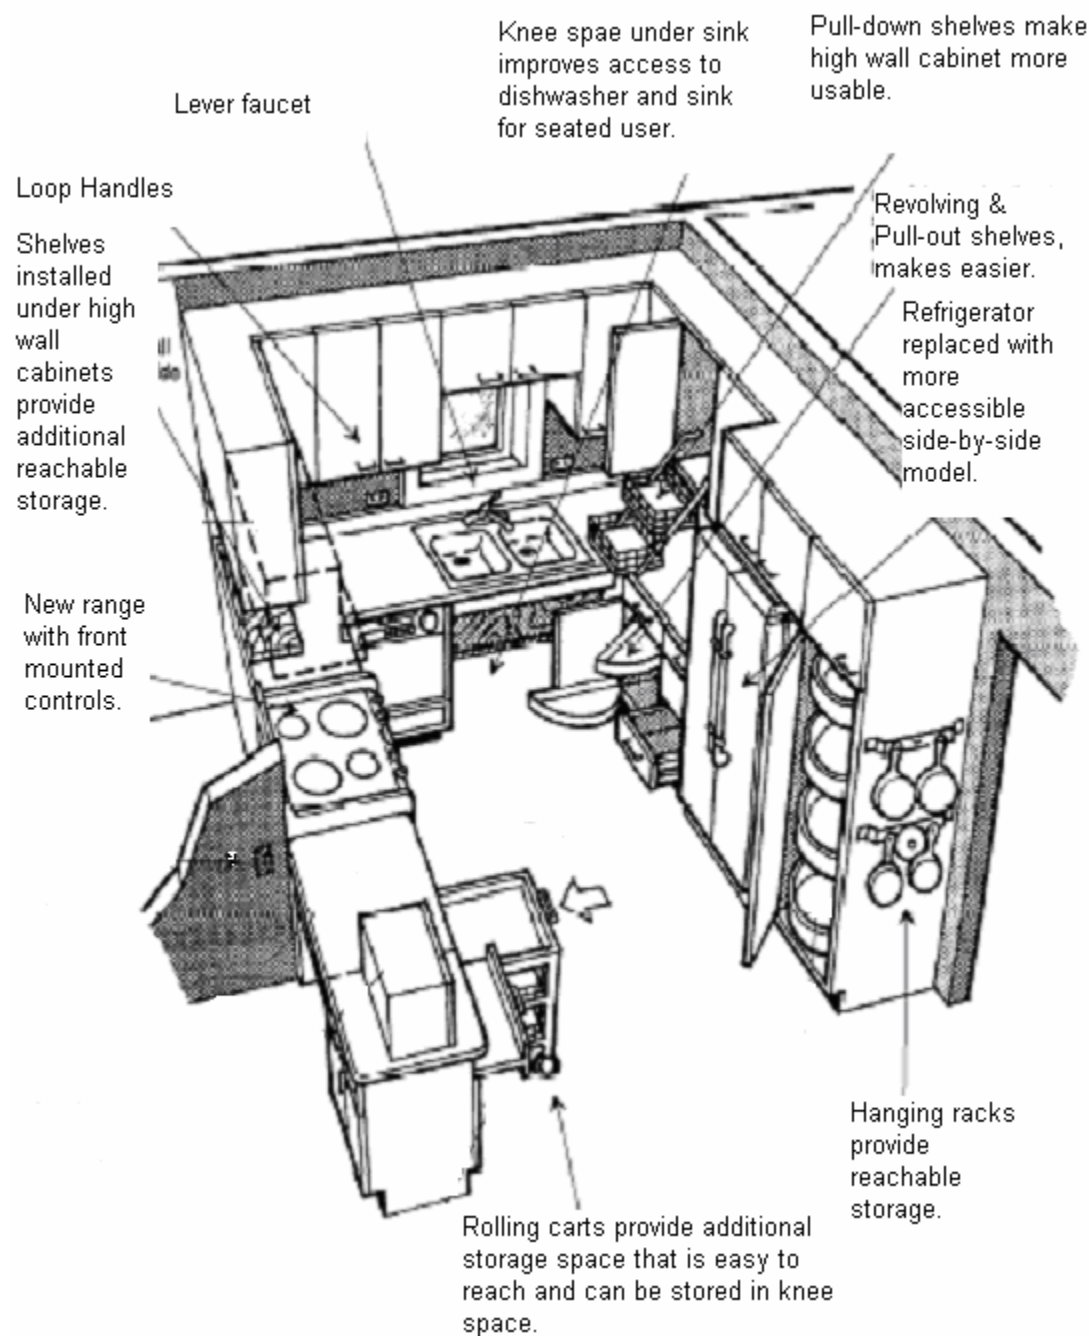 Knee spae under sink
improves access to
dishwasher and sink
for seated user.
Pull-down shelves make
high wall cabinet more
usable.
Lever faucet
Loop Handles
Revolving &
Pull-out shelves,
makes easier.
Shelves
installed
under high
wall
cabinets
provide
additional
reachable
storage.
Refrigerator
replaced with
more
accessible
side-by-side
model.
New range
with front
mounted
controls.
Hanging racks
provide
reachable
storage.
Rolling carts provide additional
storage space that is easy to
reach and can be stored in knee
space.